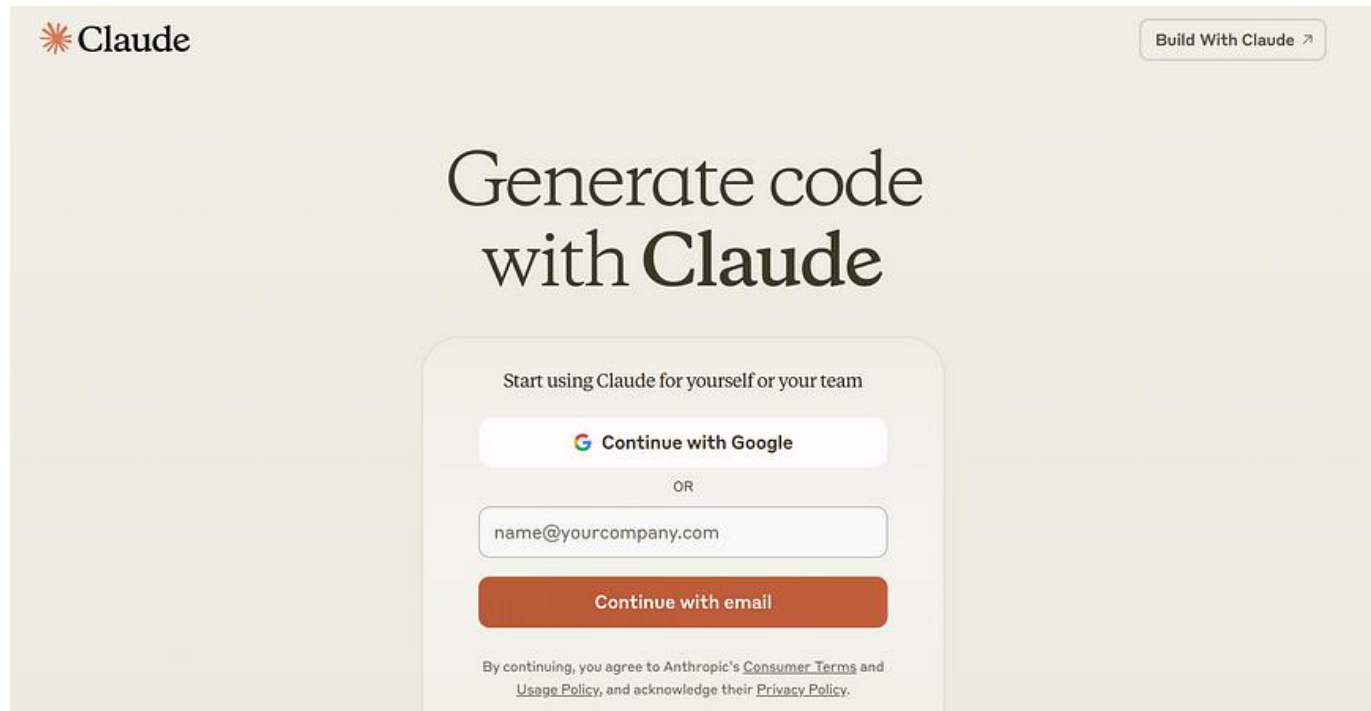 Claude
Build With Claude
Generate code
with Claude
Start using Claude for yourself or your team
Continue with Google
OR
name@yourcompany.com
Continue with email
By continuing, you agree to Anthropic's Consumer Terms and
Usage Policy, and acknowledge their Privacy Policy.